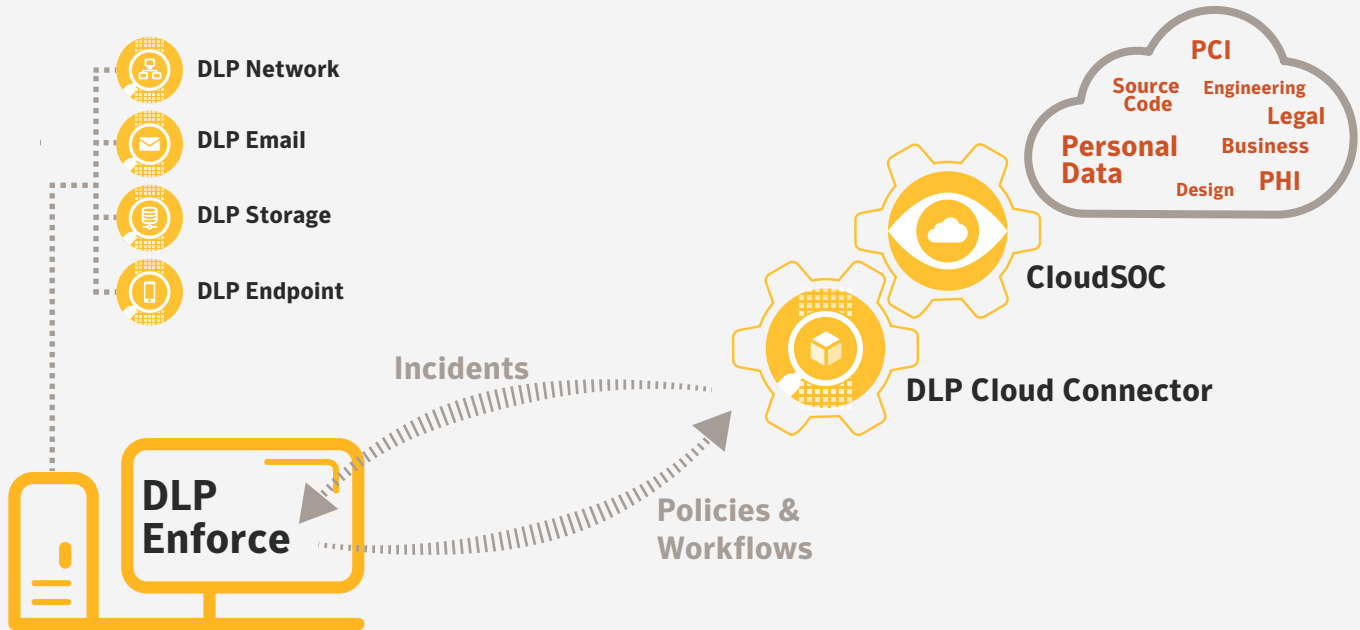 DLP Network
DLP Email
DLP Storage
DLP Endpoint
PCI
Source
Code
Engineering
Legal
Personal
Data
Business
Design
PHI
CloudSOC
DLP Cloud Connector
Incidents
Policies &
Workflows
DLP
Enforce